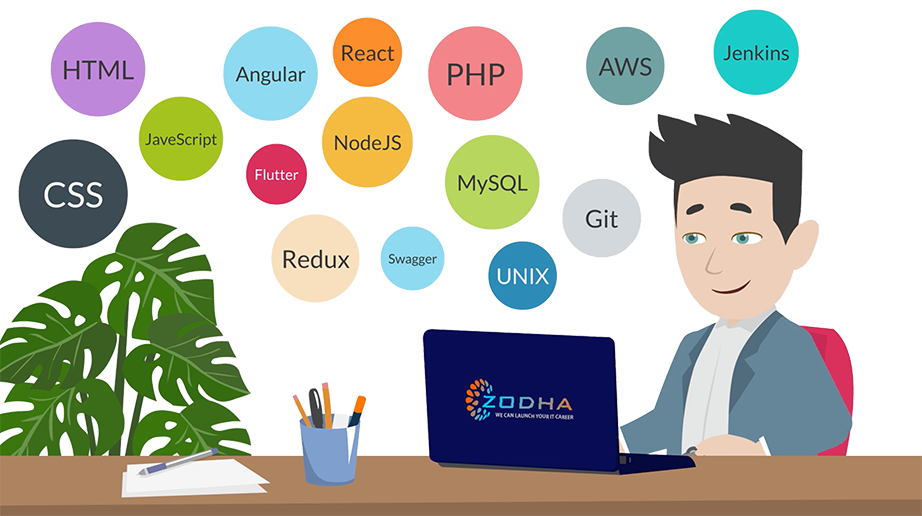 HTML
Angular
React
PHP
AWS
Jenkins
JaveScript
NodeJS
CSS
Flutter
MySQL
Git
Redux
Swagger
UNIX
ZODHA
WE CAN LAUNCH YOUR IT CAREER